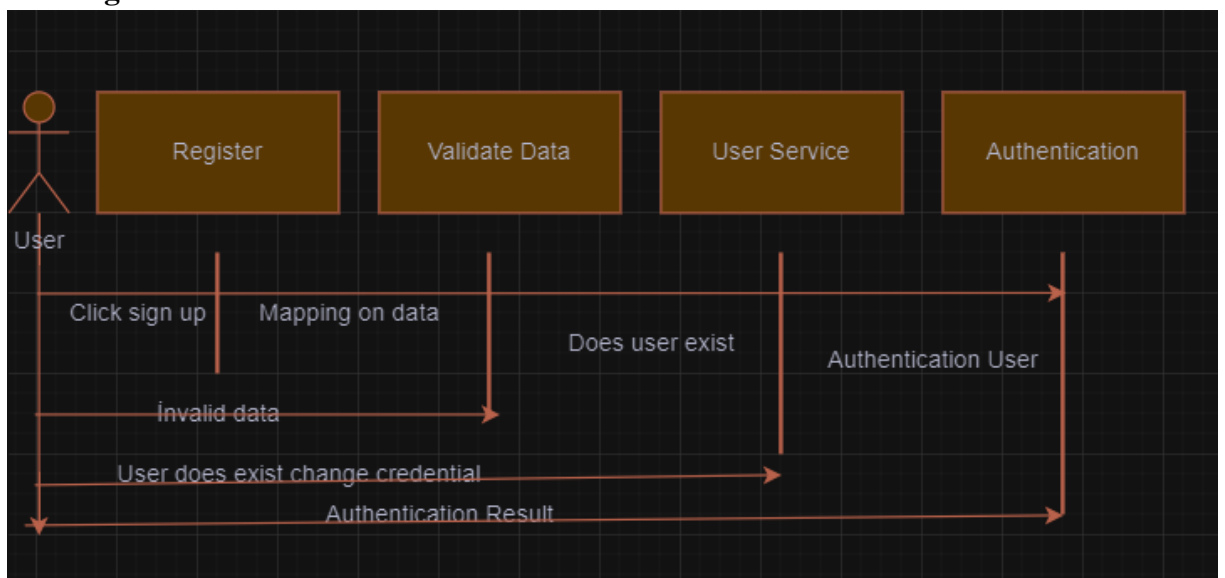 Register
Validate Data
User Service
Authentication
User
Click sign up
Mapping on data
Does user exist
Authentication User
İnvalid data
User does exist change credential
Authentication Result